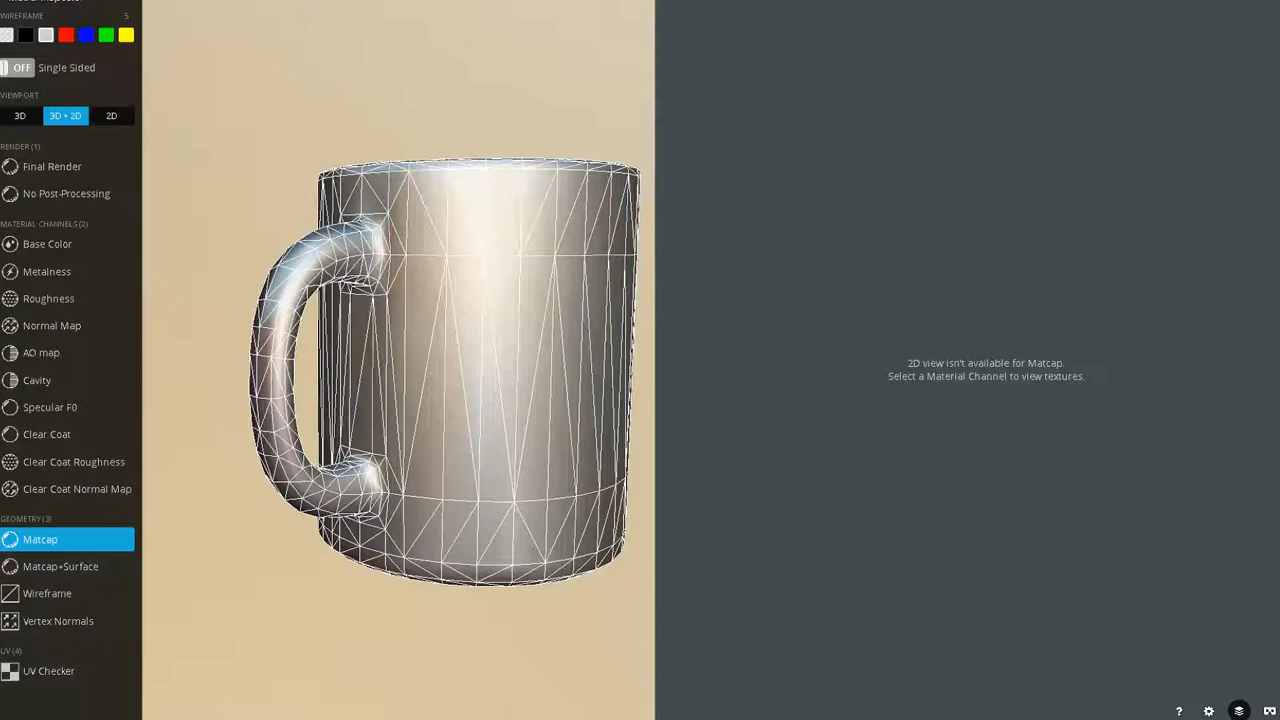 WIREFRAME S
OFF Single Sided
VIEWPORT
3D 3D + 2D 2D
RENDER (1)
Final Render
No Post-Processing
MATERIAL CHANNELS (2)
Base Color
Metalness
Roughness
Normal Map
AO map
Cavity
Specular F0
Clear Coat
Clear Coat Roughness
Clear Coat Normal Map
GEOMETRY (3)
Matcap
Matcap+Surface
Wireframe
Vertex Normals
UV (4)
UV Checker
2D view isn't available for Matcap.
Select a Material Channel to view textures.
?